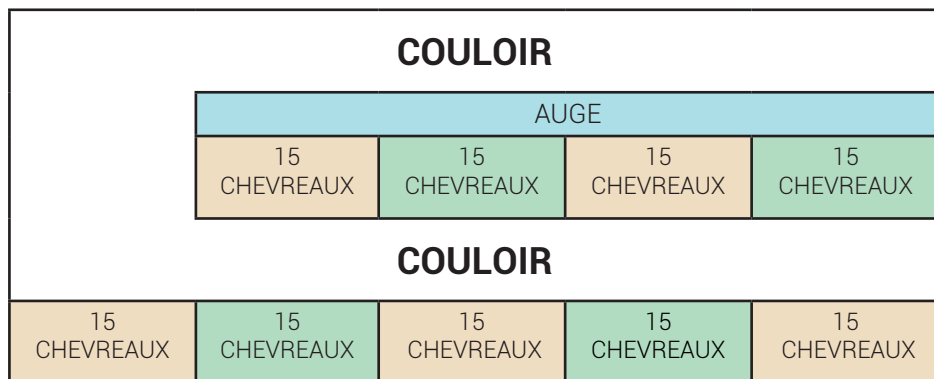 COULOIR
AUGE
15 15 15 15
CHEVREAUX CHEVREAUX CHEVREAUX CHEVREAUX
COULOIR
15 15 15 15 15
CHEVREAUX CHEVREAUX CHEVREAUX CHEVREAUX CHEVREAUX